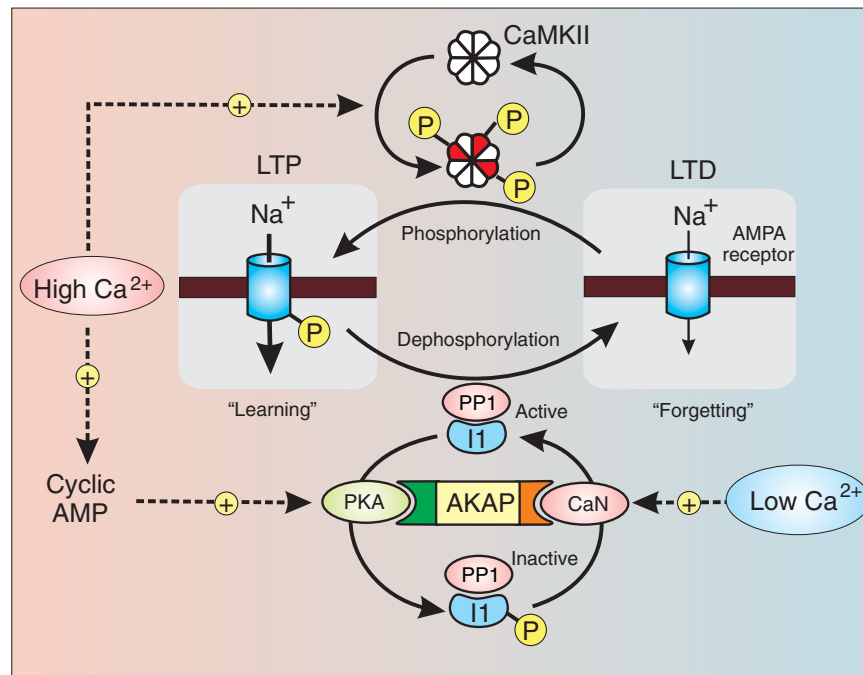 CaMKII
+
P
P
P
LTP
LTD
Na+
Na+
AMPA
receptor
Phosphorylation
High Ca2+
P
Dephosphorylation
+
"Learning"
PP1
Active
I1
"Forgetting"
Cyclic
AMP
+
PKA
AKAP
CaN
+
Low Ca2+
PP1
Inactive
I1
P